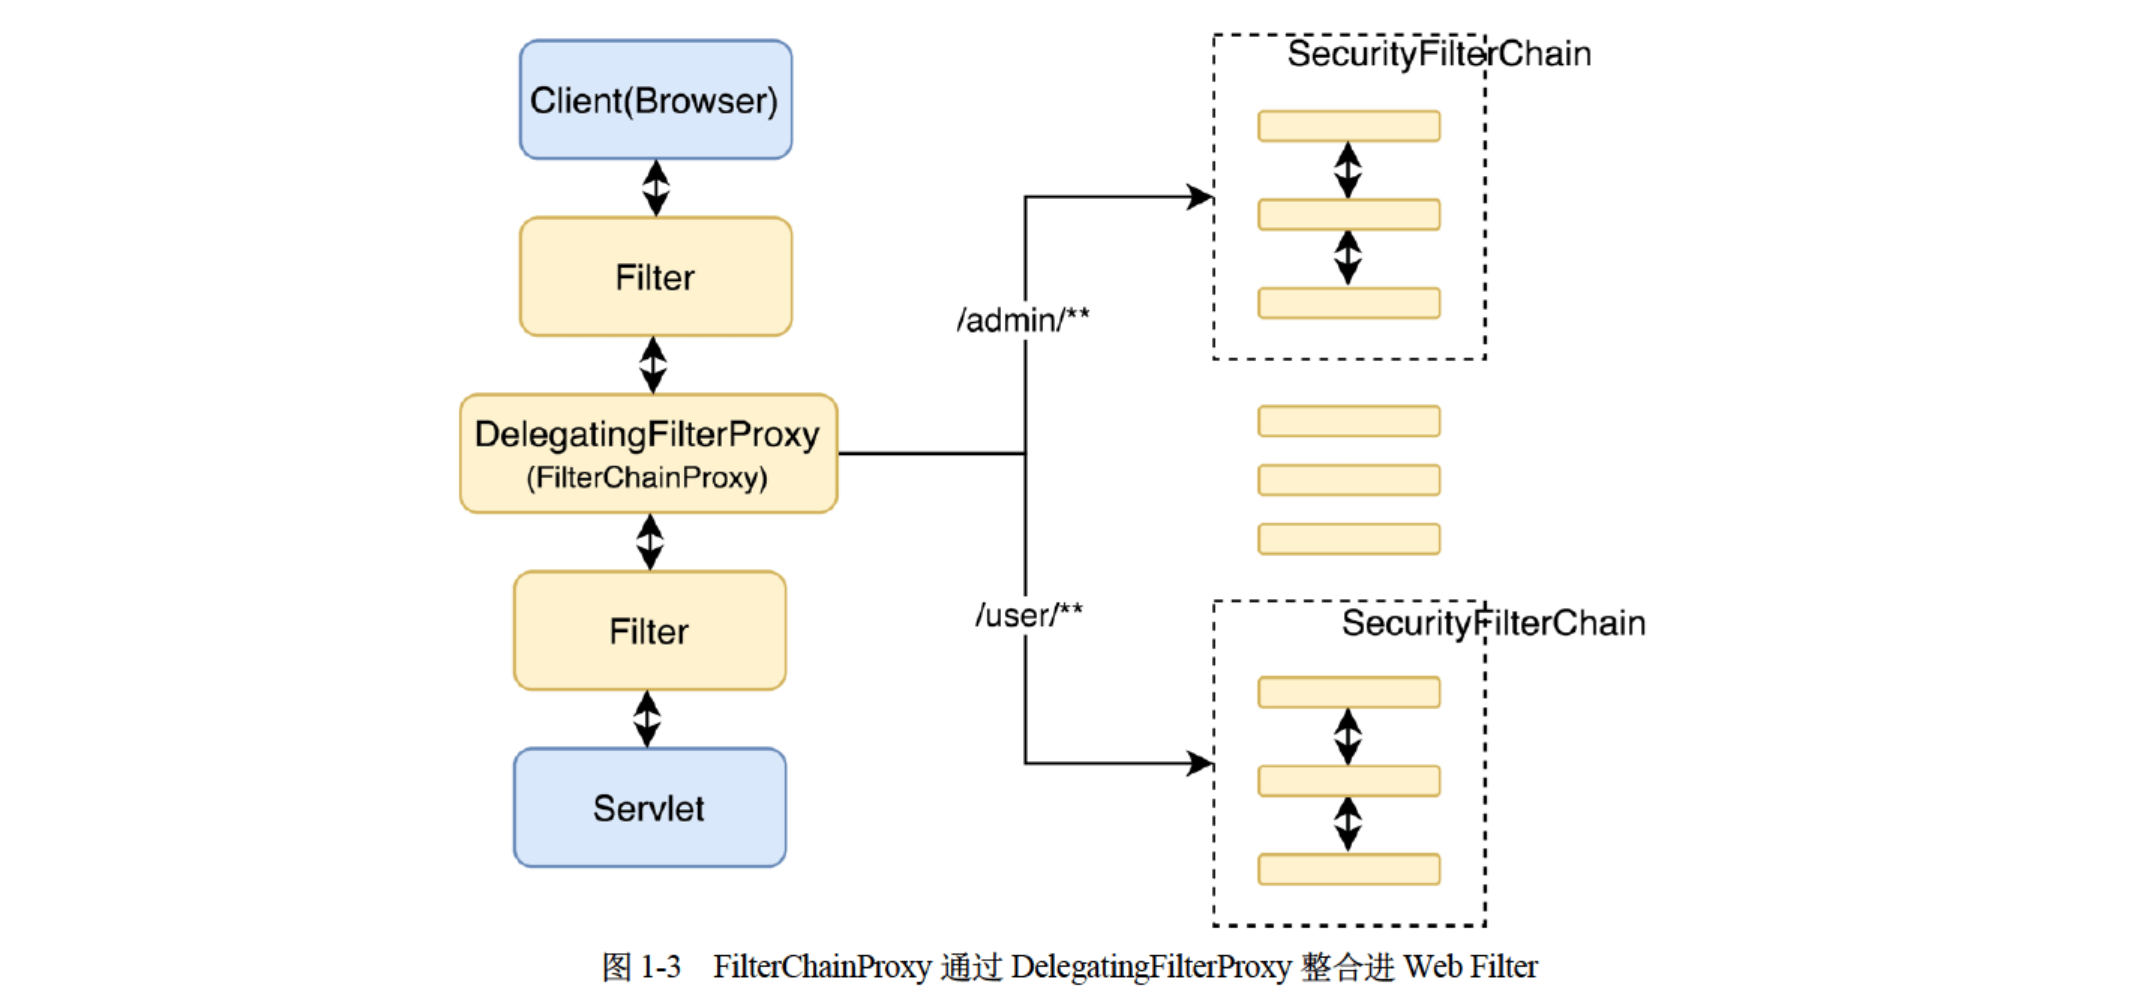 Client(Browser)
Filter
DelegatingFilterProxy
(FilterChainProxy)
Filter
Servlet
/admin/**
/user/**
SecurityFilterChain
SecurityFilterChain
图 1-3 FilterChainProxy 通过 DelegatingFilterProxy 整合进 Web Filter